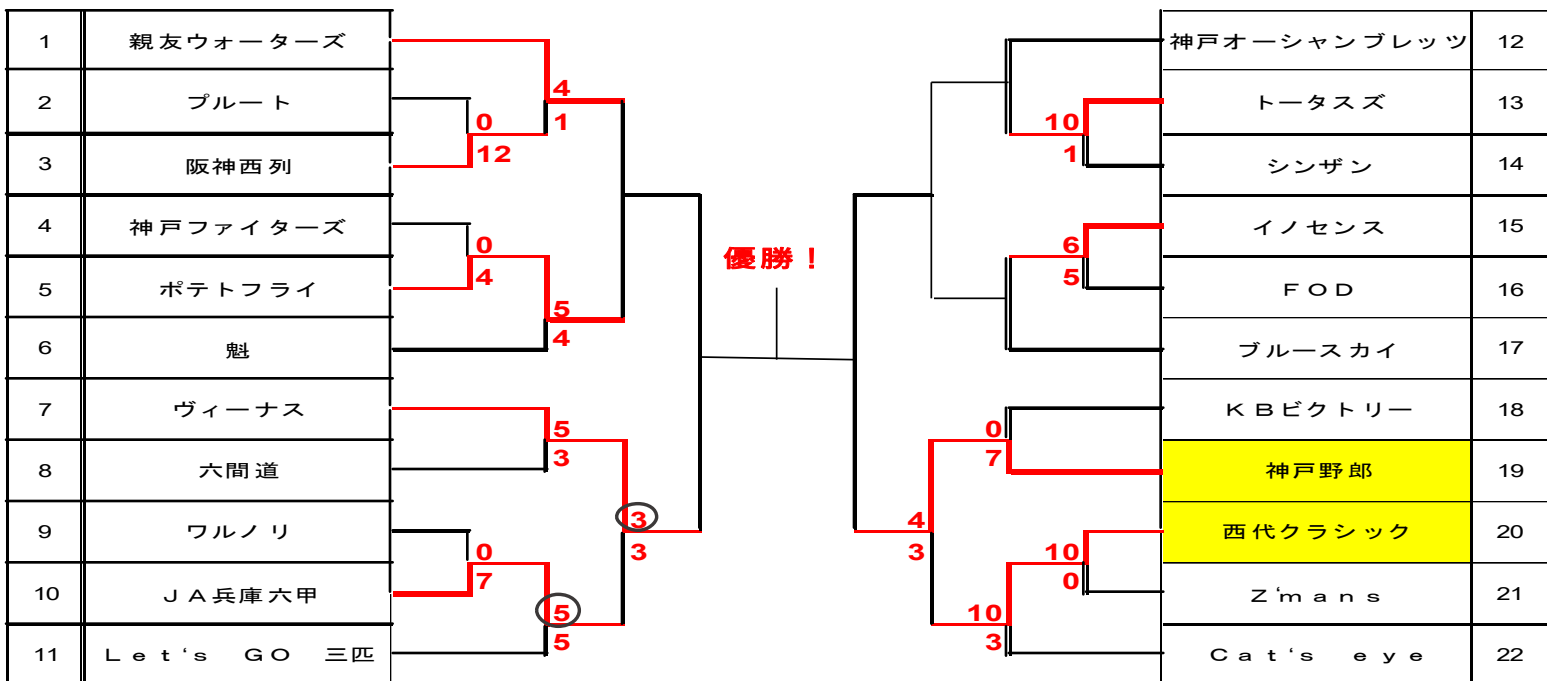 1 親友ウォーターズ
2 プルート
3 阪神西列
4 神戸ファイターズ
5 ポテトフライ
6 魁
7 ヴィーナス
8 六間道
9 ワルノリ
10 JA兵庫六甲
11 Let‘s GO 三匹
0
12
0
4
0
7
4
1
5
4
5
3
5
5
3
3
優勝！
4
3
0
7
10
3
10
1
6
5
10
0
神戸オーシャンブレッツ 12
トータスズ 13
シンザン 14
イノセンス 15
FOD 16
ブルースカイ 17
KBビクトリー 18
神戸野郎 19
西代クラシック 20
Z‘mans 21
Cat‘s eye 22